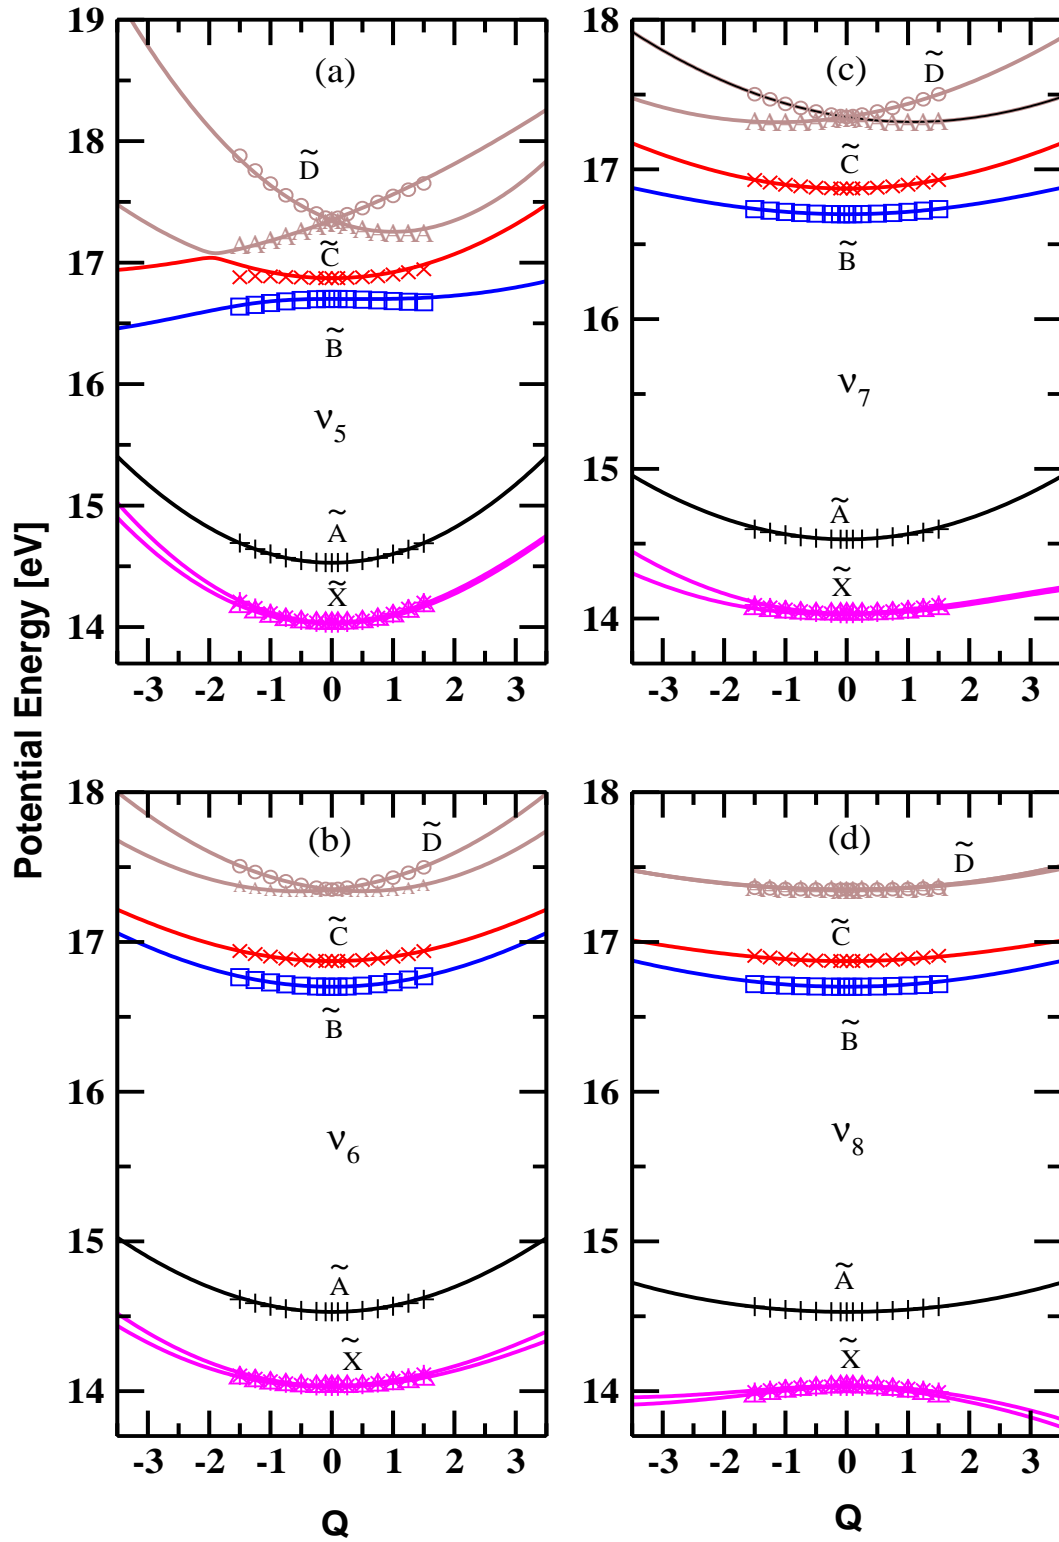 Potential Energy [eV]
19
18
17
16
15
14
(a)
D̃
C̃
B̃
ν5
Ã
X̃
-3 -2 -1 0 1 2 3
18
17
16
15
14
(c)
D̃
C̃
B̃
ν7
Ã
X̃
-3 -2 -1 0 1 2 3
18
17
16
15
14
(b)
D̃
C̃
B̃
ν6
Ã
X̃
-3 -2 -1 0 1 2 3
Q
18
17
16
15
14
(d)
D̃
C̃
B̃
ν8
Ã
X̃
-3 -2 -1 0 1 2 3
Q